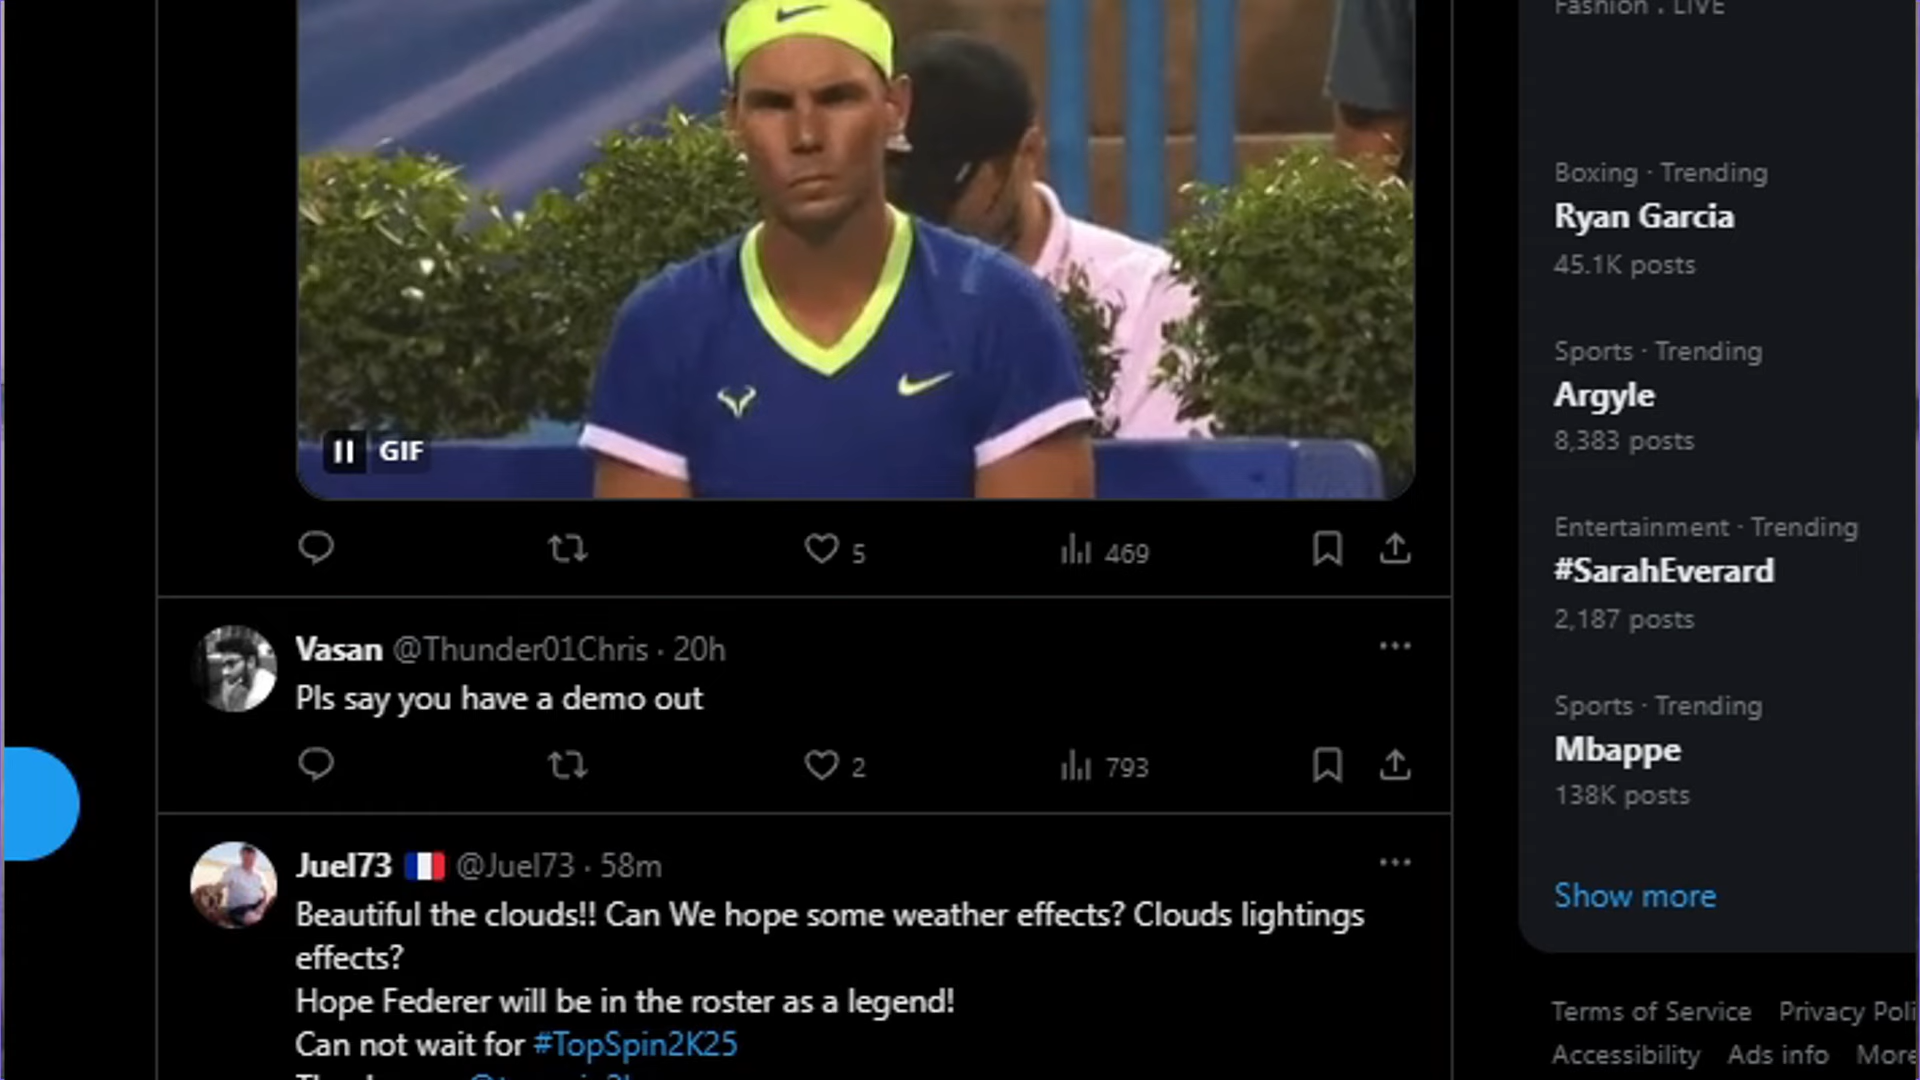 GIF
5
469
Vasan @Thunder01Chris · 20h
Pls say you have a demo out
2
793
Juel73 @Juel73 · 58m
Beautiful the clouds!! Can We hope some weather effects? Clouds lightings
effects?
Hope Federer will be in the roster as a legend!
Can not wait for #TopSpin2K25
Fashion . LIVE
Boxing · Trending
Ryan Garcia
45.1K posts
Sports · Trending
Argyle
8,383 posts
Entertainment · Trending
#SarahEverard
2,187 posts
Sports · Trending
Mbappe
138K posts
Show more
Terms of Service Privacy Poli
Accessibility Ads info More